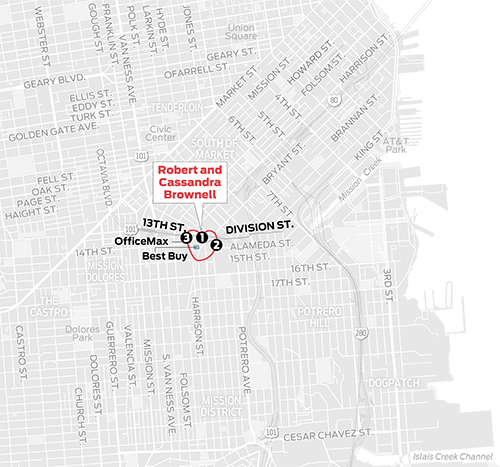 WEBSTER ST.
GOUGH ST.
FRANKLIN ST.
VAN NESS AVE.
POLK ST.
LARKIN ST.
HYDE ST.
Union
Square
GEARY ST.
OFARRELL ST.
GEARY BLVD.
MARKET ST.
MISSION ST.
HOWARD ST.
FOLSOM ST.
HARRISON ST.
80
ELLIS ST.
EDDY ST.
TURK ST.
TENDERLOIN
4TH ST.
5TH ST.
6TH ST.
BRYANT ST.
BRANNAN ST.
KING ST.
AT&T
Park
GOLDEN GATE AVE.
Civic
Center
SOUTH OF
MARKET
Mission Creek
101
OCTAVIA BLVD.
FELL ST.
OAK ST.
PAGE ST.
HAIGHT ST.
Robert and
Cassandra
Brownell
7TH ST.
101
13TH ST.
DIVISION ST.
3
1
2
OfficeMax
Best Buy
ALAMEDA ST.
15TH ST.
14TH ST.
MISSION
DOLORES
16TH ST.
17TH ST.
3RD ST.
THE
CASTRO
Dolores
Park
HARRISON ST.
POTRERO
HILL
280
CASTRO ST.
CHURCH ST.
DOLORES ST.
GUERRERO ST.
VALENCIA ST.
MISSION ST.
S. VAN NESS AVE.
FOLSOM ST.
POTRERO AVE.
MISSION
DISTRICT
DOGPATCH
101
CESAR CHAVEZ ST.
Islais Creek Channel